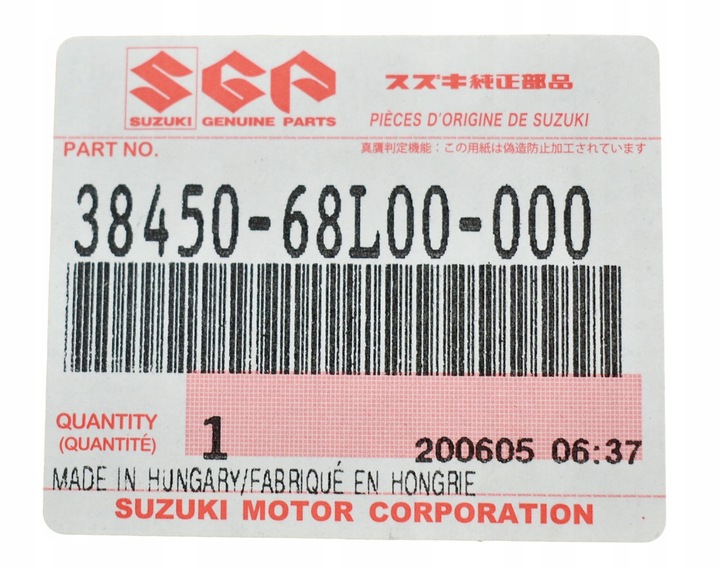 SGP スズキ純正部品
SUZUKI GENUINE PARTS PIÈCES D'ORIGINE DE SUZUKI
PART NO. 真贋判定機能：この用紙は偽造防止加工されています
38450-68L00-000
QUANTITY
(QUANTITÉ) 1 200605 06:37
MADE IN HUNGARY/FABRIQUÉ EN HONGRIE
SUZUKI MOTOR CORPORATION